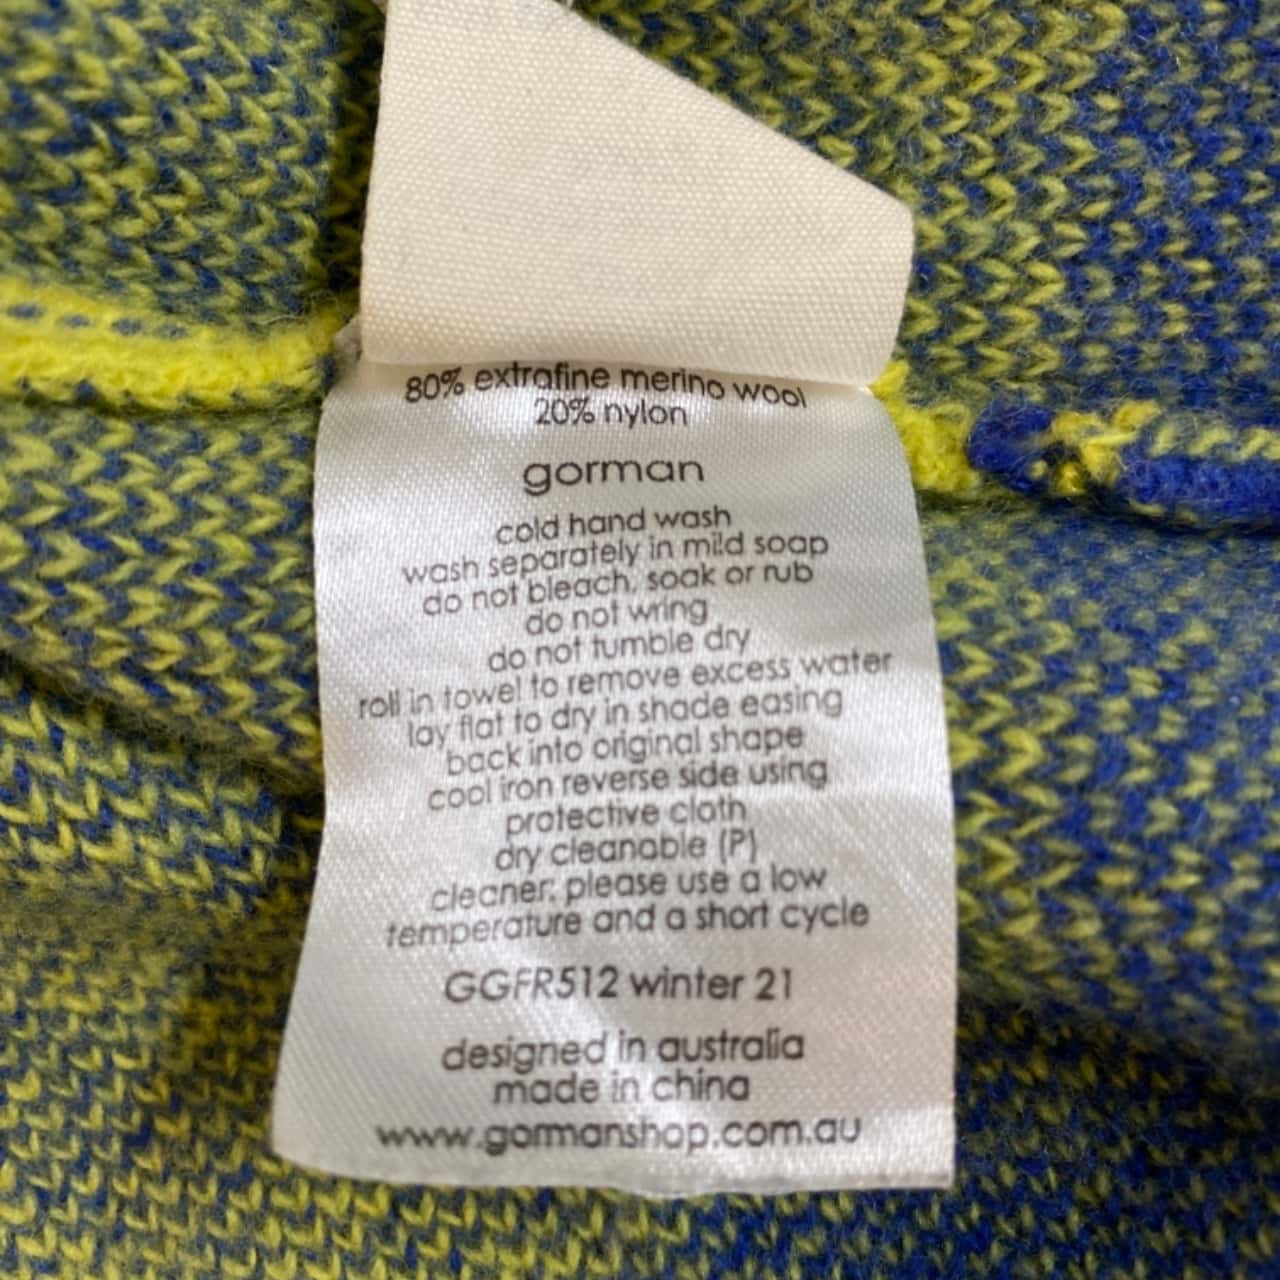 80% extrafine merino wool
20% nylon
gorman
cold hand wash
wash separately in mild soap
do not bleach, soak or rub
do not wring
do not tumble dry
roll in towel to remove excess water
lay flat to dry in shade easing
back into original shape
cool iron reverse side using
protective cloth
dry cleanable (P)
cleaner: please use a low
temperature and a short cycle
GGFR512 winter 21
designed in australia
made in china
www.gormanshop.com.au